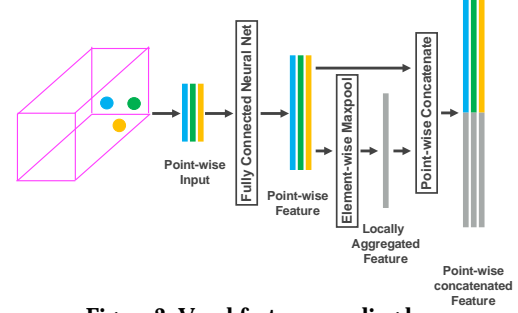 Point-wise
Input
Fully Connected Neural Net
Point-wise
Feature
Element-wise Maxpool
Locally
Aggregated
Feature
Point-wise Concatenate
Point-wise
concatenated
Feature